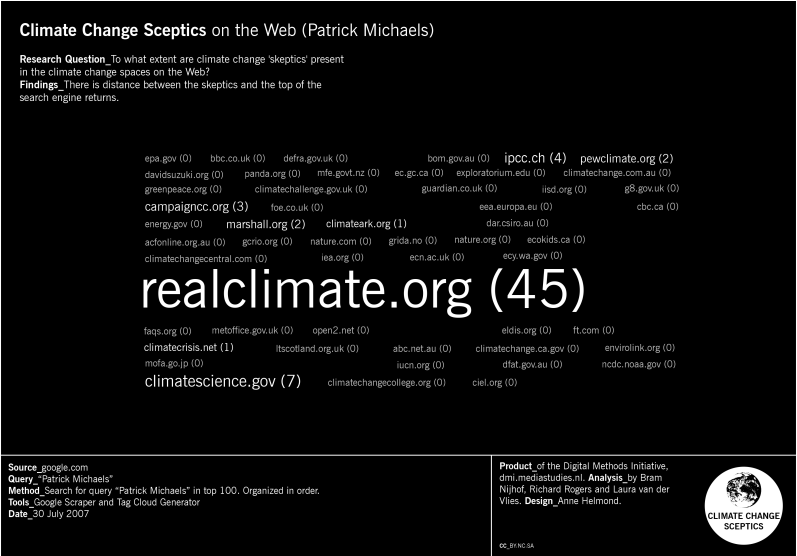 Climate Change Sceptics on the Web (Patrick Michaels)
Research Question_To what extent are climate change 'skeptics' present
in the climate change spaces on the Web?
Findings_There is distance between the skeptics and the top of the
search engine returns.
epa.gov (0) bbc.co.uk (0) defra.gov.uk (0) bom.gov.au (0) ipcc.ch (4) pewclimate.org (2)
davidsuzuki.org (0) panda.org (0) mfe.govt.nz (0) ec.gc.ca (0) exploratorium.edu (0) climatechange.com.au (0)
greenpeace.org (0) climatechallenge.gov.uk (0) guardian.co.uk (0) iisd.org (0) g8.gov.uk (0)
campaigncc.org (3) foe.co.uk (0) eea.europa.eu (0) cbc.ca (0)
energy.gov (0) marshall.org (2) climateark.org (1) dar.csiro.au (0)
acfonline.org.au (0) gcrio.org (0) nature.com (0) grida.no (0) nature.org (0) ecokids.ca (0)
climatechangecentral.com (0) iea.org (0) ecn.ac.uk (0) ecy.wa.gov (0)
realclimate.org (45)
faqs.org (0) metoffice.gov.uk (0) open2.net (0) eldis.org (0) ft.com (0)
climatecrisis.net (1) ltscotland.org.uk (0) abc.net.au (0) climatechange.ca.gov (0) envirolink.org (0)
mofa.go.jp (0) iucn.org (0) dfat.gov.au (0) ncdc.noaa.gov (0)
climatescience.gov (7) climatechangecollege.org (0) ciel.org (0)
Source_google.com
Query_“Patrick Michaels”
Method_Search for query “Patrick Michaels” in top 100. Organized in order.
Tools_Google Scraper and Tag Cloud Generator
Date_30 July 2007
Product_of the Digital Methods Initiative,
dmi.mediastudies.nl. Analysis_by Bram
Nijhof, Richard Rogers and Laura van der
Vlies. Design_Anne Helmond.
cc_BY.NC.SA
CLIMATE CHANGE
SCEPTICS